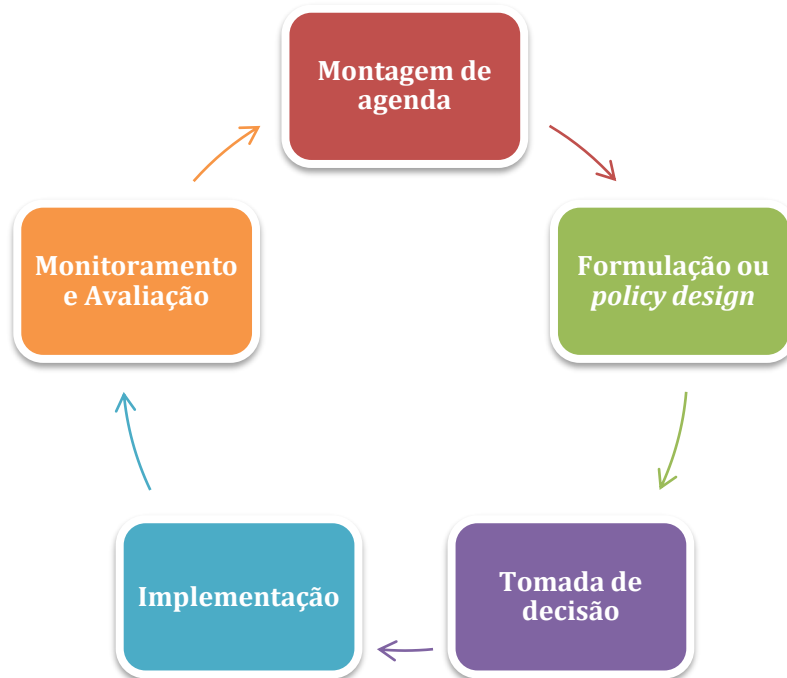 Montagem de
agenda
Formulação ou
policy design
Tomada de
decisão
Implementação
Monitoramento
e Avaliação